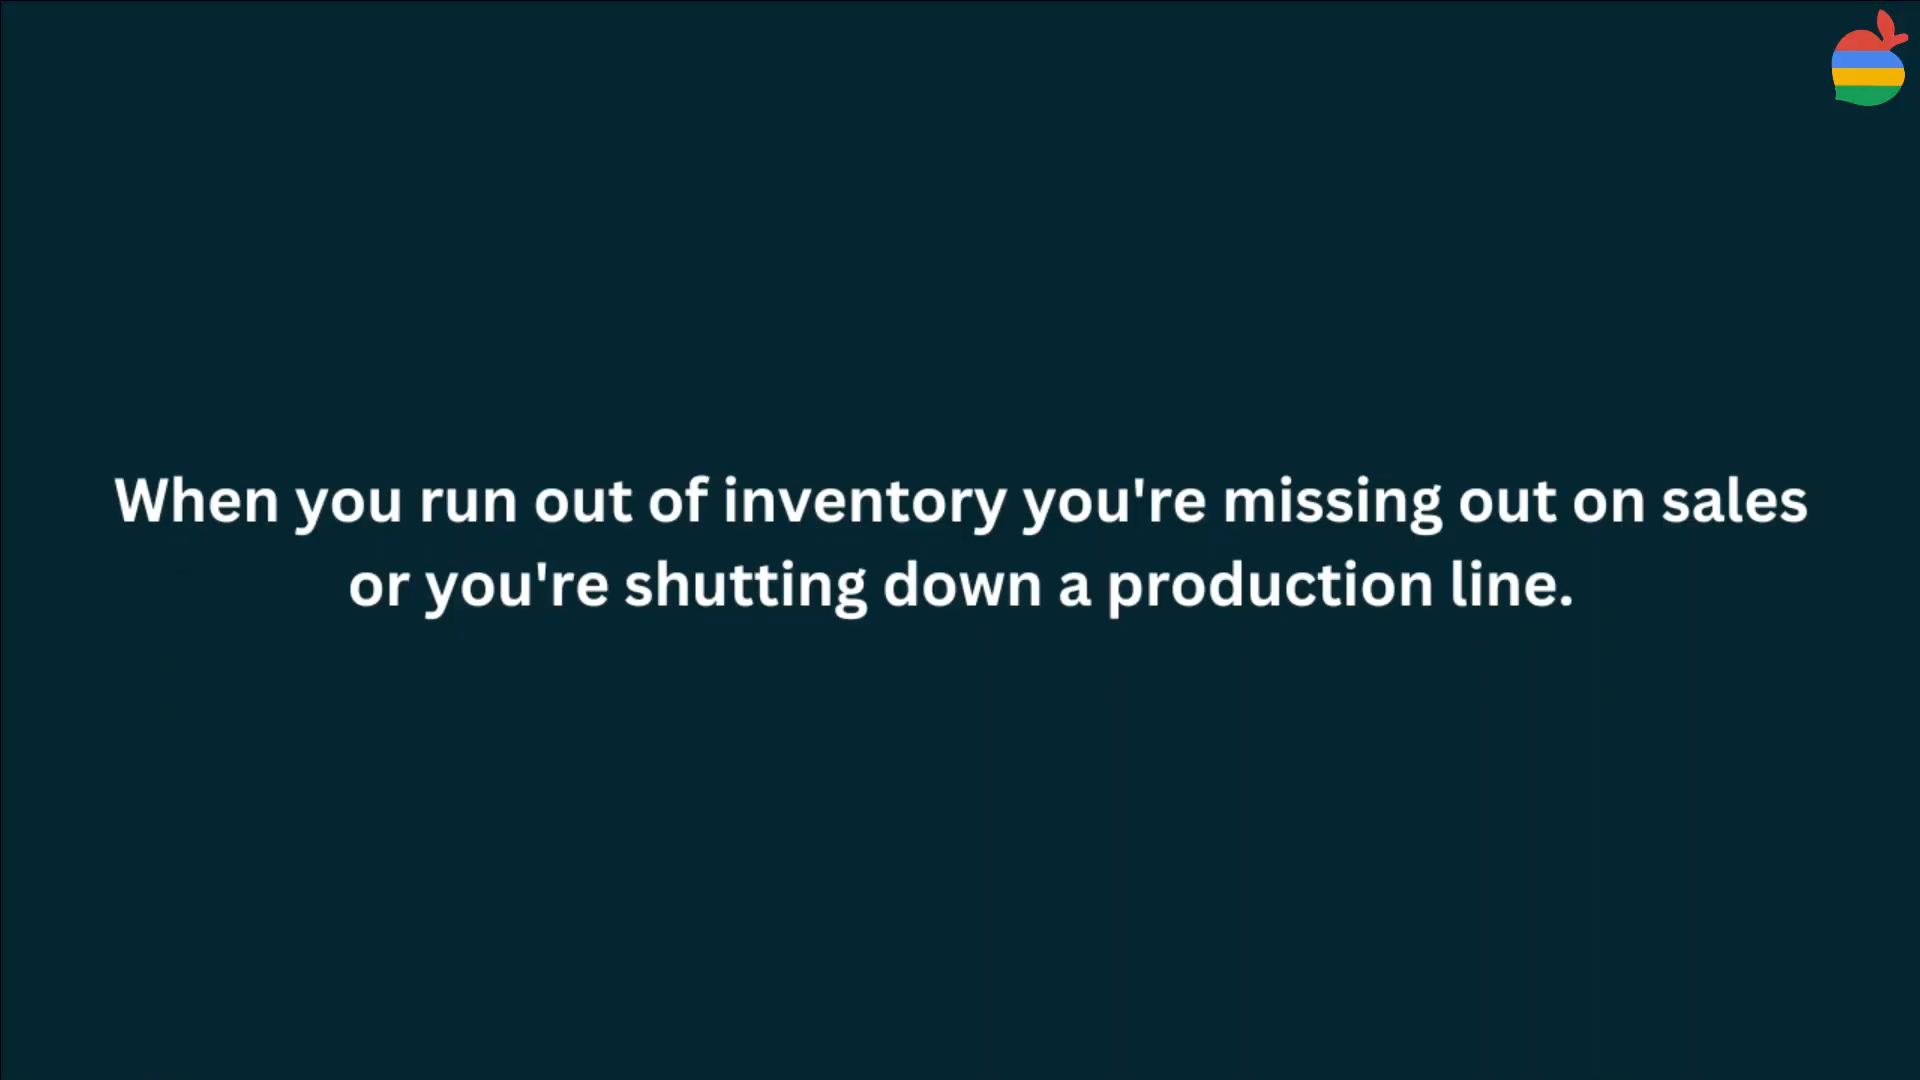 When you run out of inventory you're missing out on sales
or you're shutting down a production line.